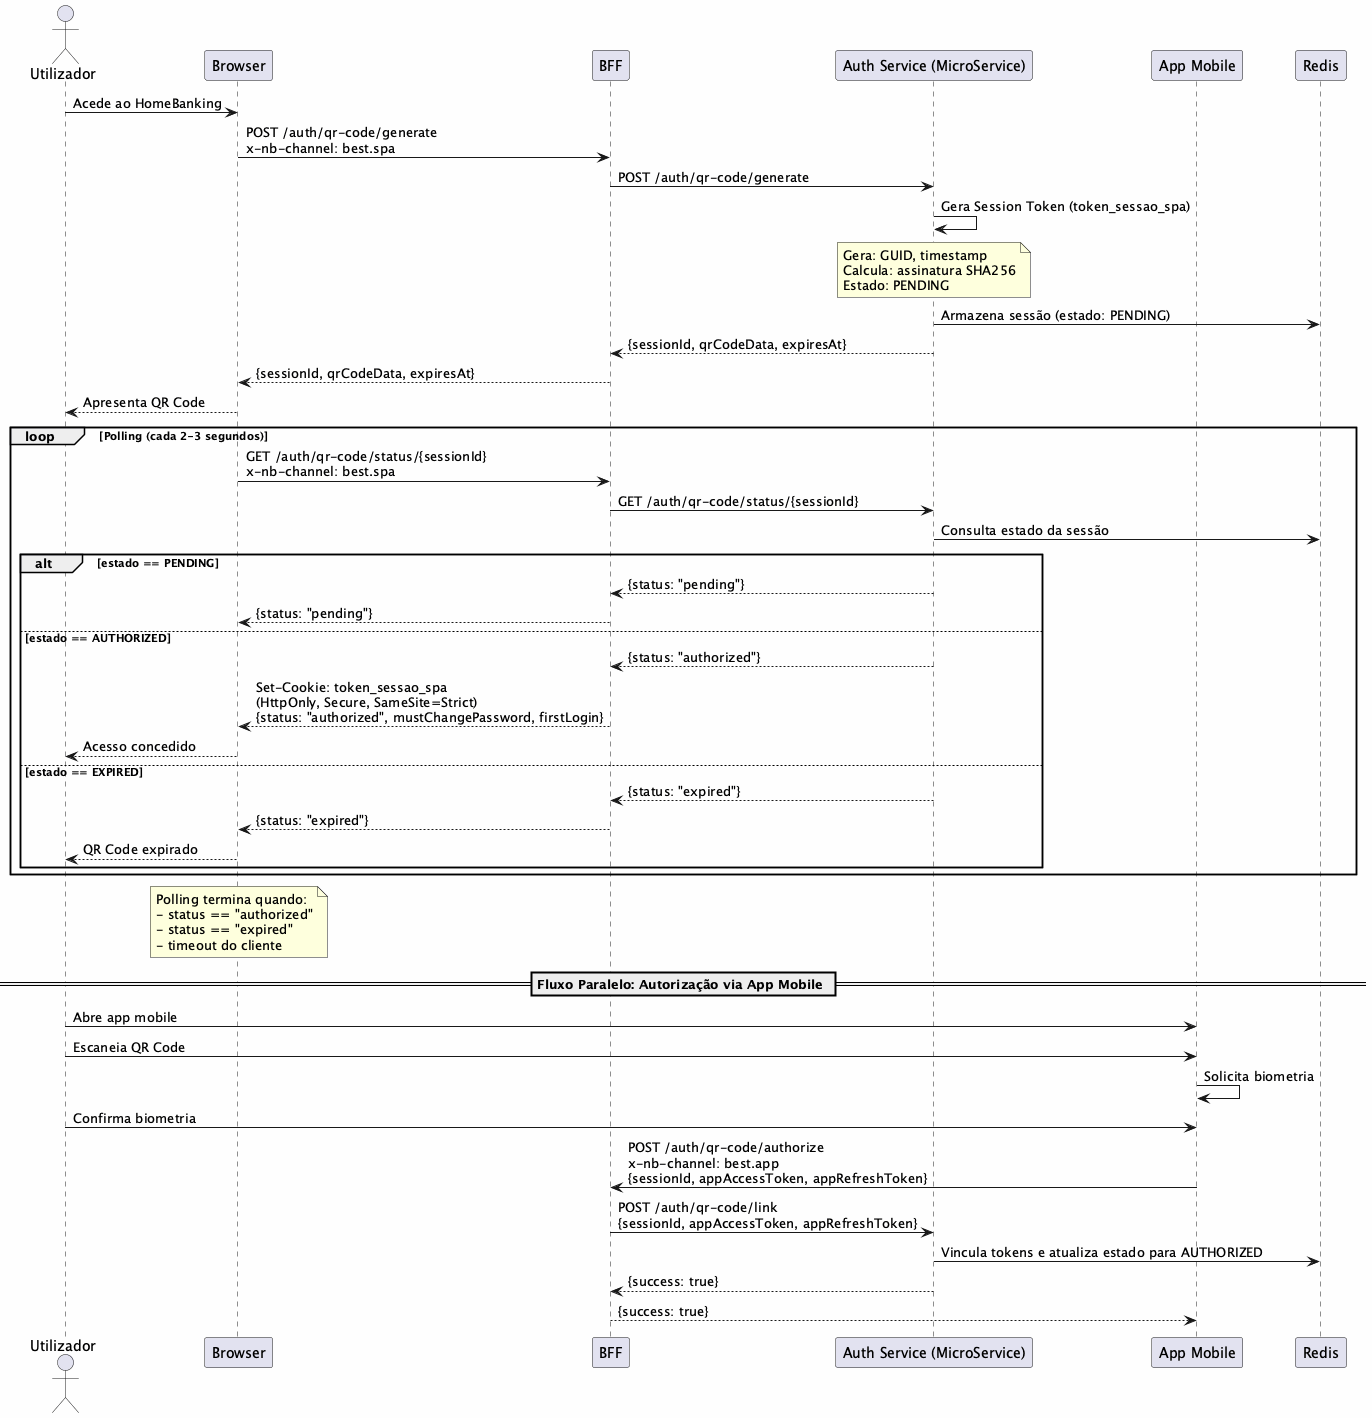 Utilizador
Browser
BFF
Auth Service (MicroService)
App Mobile
Redis
Acede ao HomeBanking
POST /auth/qr-code/generate
x-nb-channel: best.spa
POST /auth/qr-code/generate
Gera Session Token (token_sessao_spa)
Gera: GUID, timestamp
Calcula: assinatura SHA256
Estado: PENDING
Armazena sessão (estado: PENDING)
{sessionId, qrCodeData, expiresAt}
{sessionId, qrCodeData, expiresAt}
Apresenta QR Code
loop
[Polling (cada 2-3 segundos)]
GET /auth/qr-code/status/{sessionId}
x-nb-channel: best.spa
GET /auth/qr-code/status/{sessionId}
Consulta estado da sessão
alt
[estado == PENDING]
{status: "pending"}
{status: "pending"}
[estado == AUTHORIZED]
{status: "authorized"}
Set-Cookie: token_sessao_spa
(HttpOnly, Secure, SameSite=Strict)
{status: "authorized", mustChangePassword, firstLogin}
Acesso concedido
[estado == EXPIRED]
{status: "expired"}
{status: "expired"}
QR Code expirado
Polling termina quando:
- status == "authorized"
- status == "expired"
- timeout do cliente
Fluxo Paralelo: Autorização via App Mobile
Abre app mobile
Escaneia QR Code
Solicita biometria
Confirma biometria
POST /auth/qr-code/authorize
x-nb-channel: best.app
{sessionId, appAccessToken, appRefreshToken}
POST /auth/qr-code/link
{sessionId, appAccessToken, appRefreshToken}
Vincula tokens e atualiza estado para AUTHORIZED
{success: true}
{success: true}
Utilizador
Browser
BFF
Auth Service (MicroService)
App Mobile
Redis